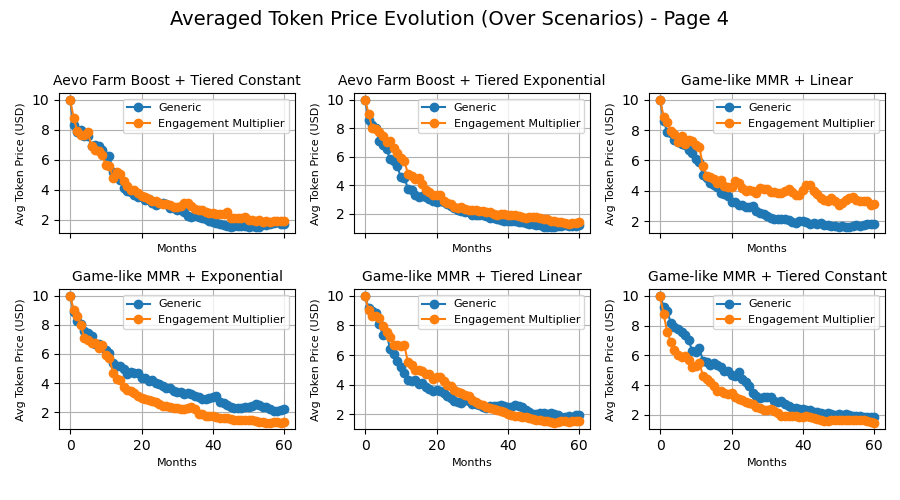 Averaged Token Price Evolution (Over Scenarios) - Page 4
Aevo Farm Boost + Tiered Constant
Avg Token Price (USD)
10
8
6
4
2
Generic
Engagement Multiplier
Months
Aevo Farm Boost + Tiered Exponential
Avg Token Price (USD)
10
8
6
4
2
Generic
Engagement Multiplier
Months
Game-like MMR + Linear
Avg Token Price (USD)
10
8
6
4
2
Generic
Engagement Multiplier
Months
Game-like MMR + Exponential
Avg Token Price (USD)
10
8
6
4
2
Generic
Engagement Multiplier
0 20 40 60
Months
Game-like MMR + Tiered Linear
Avg Token Price (USD)
10
8
6
4
2
Generic
Engagement Multiplier
0 20 40 60
Months
Game-like MMR + Tiered Constant
Avg Token Price (USD)
10
8
6
4
2
Generic
Engagement Multiplier
0 20 40 60
Months